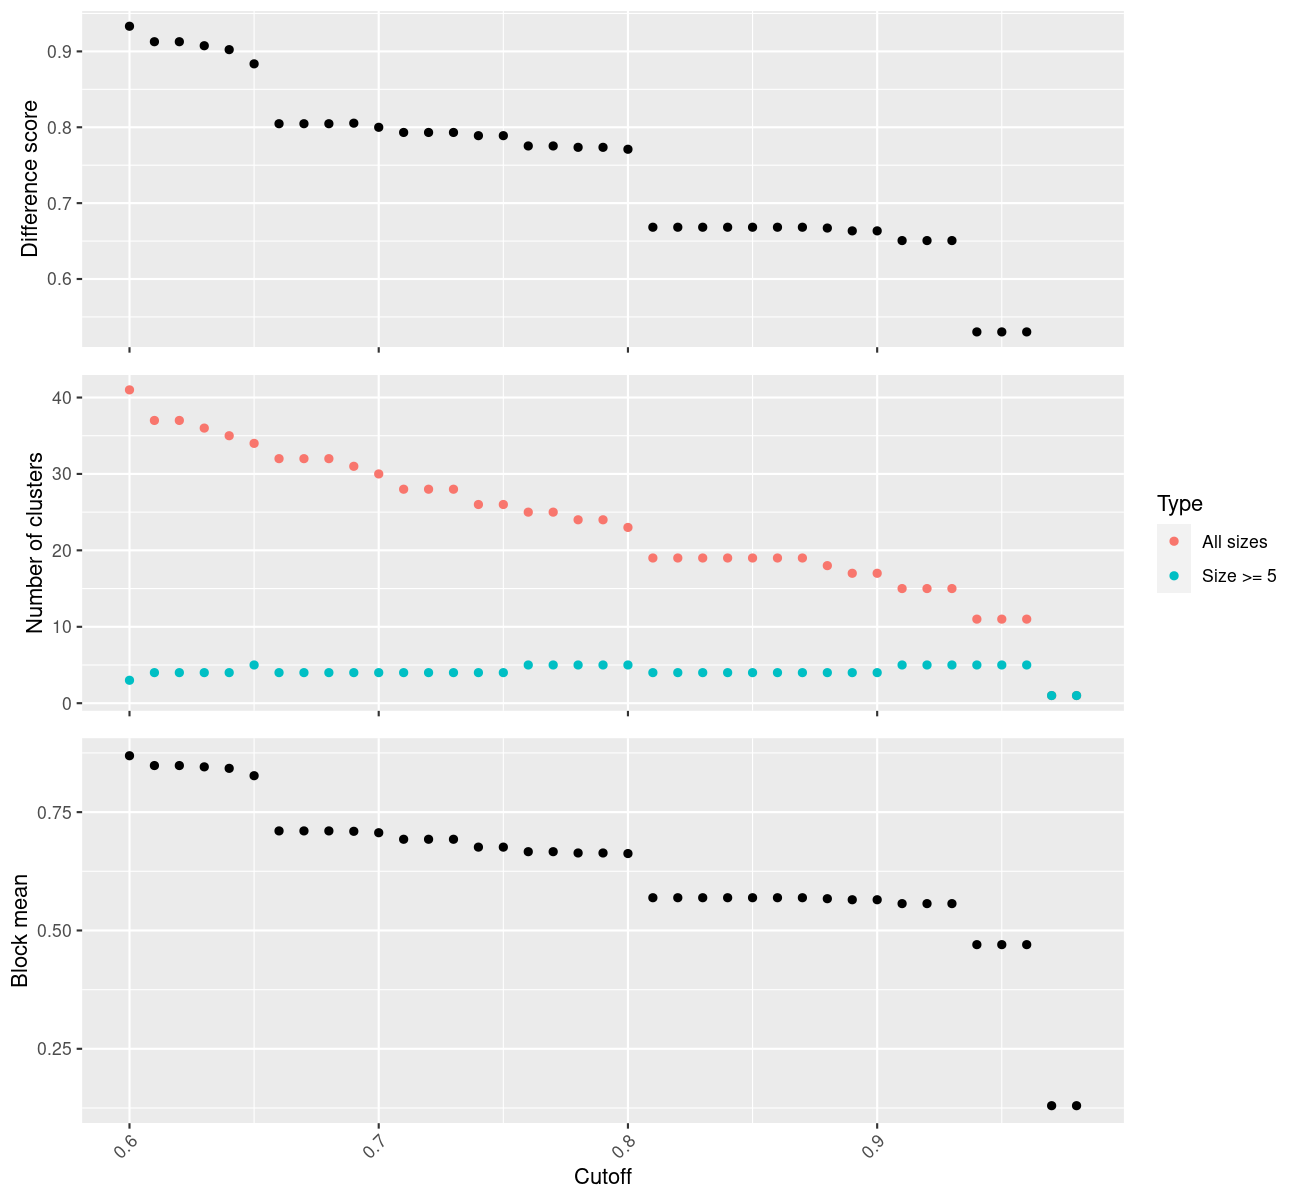 Difference score
0.9
0.8
0.7
0.6
Number of clusters
40
30
20
10
0
Type
All sizes
Size >= 5
Block mean
0.75
0.50
0.25
0.6
0.7
0.8
0.9
Cutoff